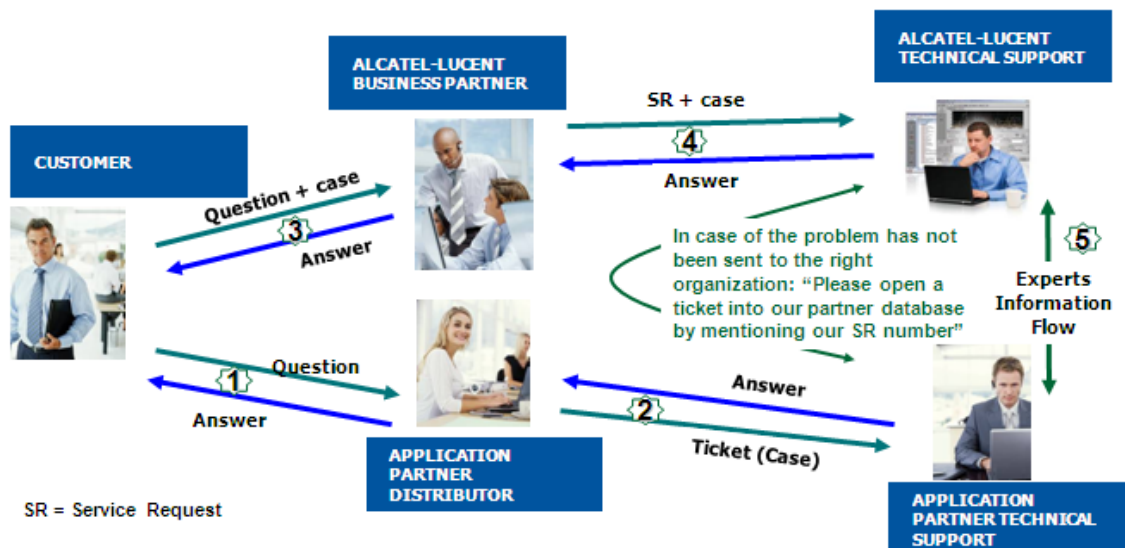 ALCATEL-LUCENT
BUSINESS PARTNER
ALCATEL-LUCENT
TECHNICAL SUPPORT
CUSTOMER
SR + case
4
Answer
Question + case
3
Answer
In case of the problem has not
been sent to the right
organization: “Please open a
ticket into our partner database
by mentioning our SR number”
5
Experts
Information
Flow
Question
1
Answer
Answer
2
Ticket (Case)
APPLICATION
PARTNER
DISTRIBUTOR
APPLICATION
PARTNER TECHNICAL
SUPPORT
SR = Service Request